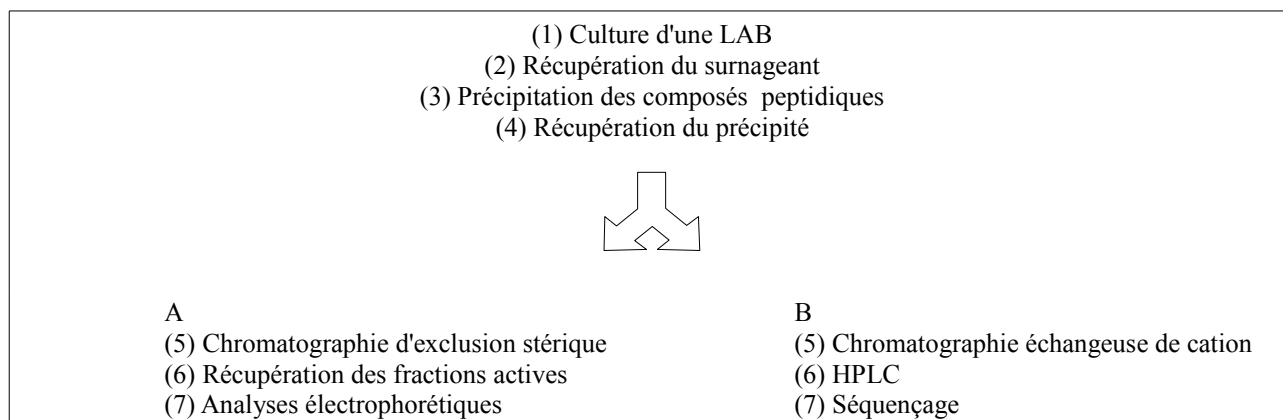 (1) Culture d'une LAB
(2) Récupération du surnageant
(3) Précipitation des composés peptidiques
(4) Récupération du précipité
A
(5) Chromatographie d'exclusion stérique
(6) Récupération des fractions actives
(7) Analyses électrophorétiques
B
(5) Chromatographie échangeuse de cation
(6) HPLC
(7) Séquençage